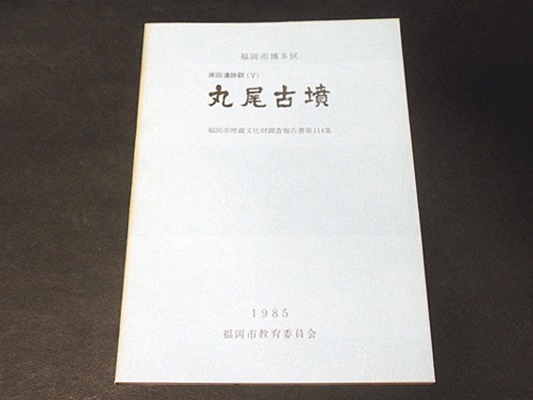 福岡市博多区
席田遺跡群(Ⅴ)
丸尾古墳
福岡市埋蔵文化財調査報告書第114集
1985
福岡市教育委員会